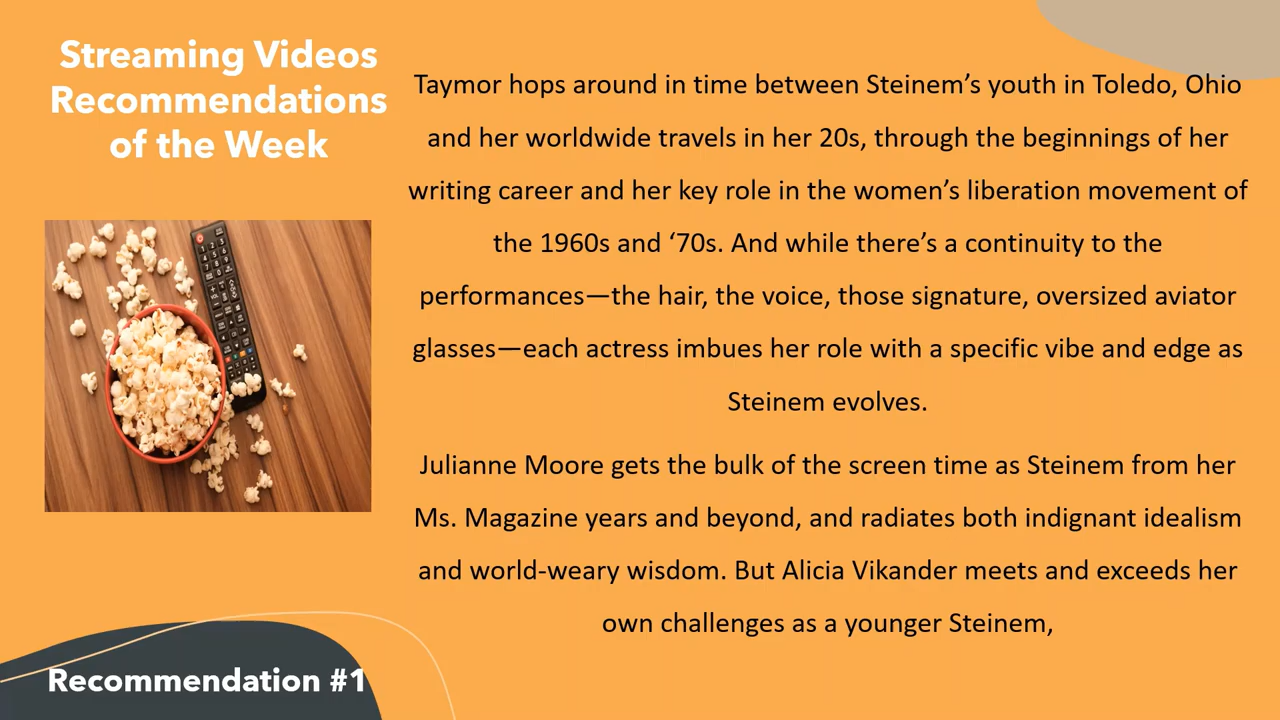 Streaming Videos
Recommendations
of the Week
Taymor hops around in time between Steinem’s youth in Toledo, Ohio
and her worldwide travels in her 20s, through the beginnings of her
writing career and her key role in the women’s liberation movement of
the 1960s and ‘70s. And while there’s a continuity to the
performances—the hair, the voice, those signature, oversized aviator
glasses—each actress imbues her role with a specific vibe and edge as
Steinem evolves.
Julianne Moore gets the bulk of the screen time as Steinem from her
Ms. Magazine years and beyond, and radiates both indignant idealism
and world-weary wisdom. But Alicia Vikander meets and exceeds her
own challenges as a younger Steinem,
Recommendation #1